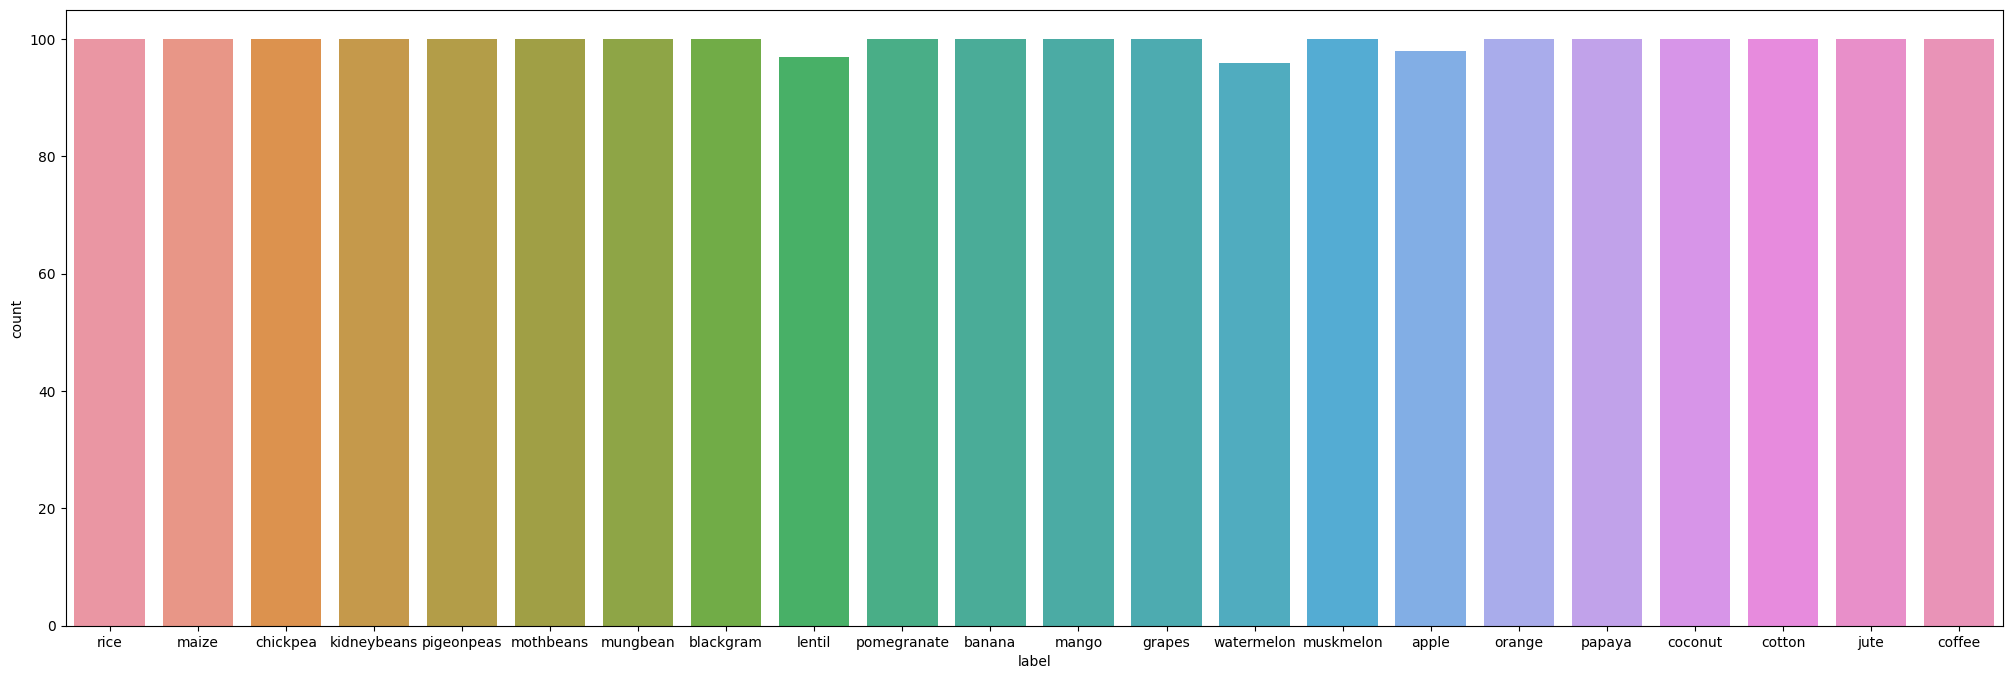 100
80
60
40
20
0
count
rice maize chickpea kidneybeans pigeonpeas mothbeans mungbean blackgram lentil pomegranate banana mango grapes watermelon muskmelon apple orange papaya coconut cotton jute coffee
label